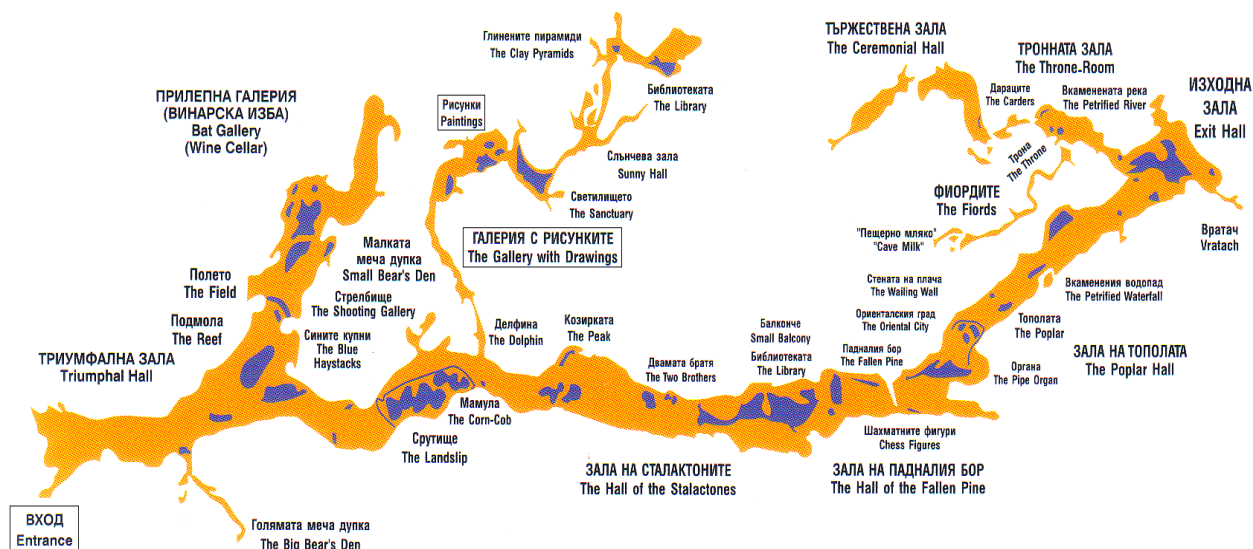 ПРИЛЕПНА ГАЛЕРИЯ
(ВИНАРСКА ИЗБА)
Bat Gallery
(Wine Cellar)
Рисунки
Paintings
Глинените пирамиди
The Clay Pyramids
Библиотеката
The Library
Слънчева зала
Sunny Hall
Светилището
The Sanctuary
ГАЛЕРИЯ С РИСУНКИТЕ
The Gallery with Drawings
ТЪРЖЕСТВЕНА ЗАЛА
The Ceremonial Hall
ТРОННАТА ЗАЛА
The Throne-Room
Дараците
The Carders
Вкаменената река
The Petrified River
ИЗХОДНА
ЗАЛА
Exit Hall
Трона
The Throne
ФИОРДИТЕ
The Fiords
"Пещерно мляко"
"Cave Milk"
Вратач
Vratach
Малката
меча дупка
Small Bear's Den
Полето
The Field
Стрелбище
The Shooting Gallery
Подмола
The Reef
Сините купни
The Blue
Haystacks
ТРИУМФАЛНА ЗАЛА
Triumphal Hall
Делфина
The Dolphin
Козирката
The Peak
Двамата братя
The Two Brothers
Балконче
Small Balcony
Библиотеката
The Library
Стената на плача
The Wailing Wall
Ориенталския град
The Oriental City
Падналия бор
The Fallen Pine
Вкаменения водопад
The Petrified Waterfall
Тополата
The Poplar
ЗАЛА НА ТОПОЛАТА
The Poplar Hall
Органа
The Pipe Organ
Мамула
The Corn-Cob
Срутище
The Landslip
Шахматните фигури
Chess Figures
ЗАЛА НА СТАЛАКТОНИТЕ
The Hall of the Stalactones
ЗАЛА НА ПАДНАЛИЯ БОР
The Hall of the Fallen Pine
ВХОД
Entrance
Голямата меча дупка
The Big Bear's Den